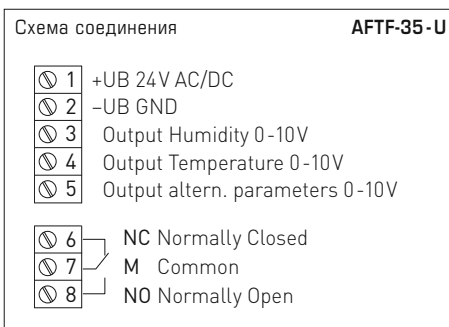 Схема соединения AFTF-35-U
1 +UB 24V AC/DC
2 –UB GND
3 Output Humidity 0-10V
4 Output Temperature 0-10V
5 Output altern. parameters 0-10V
6 NC Normally Closed
7 M Common
8 NO Normally Open